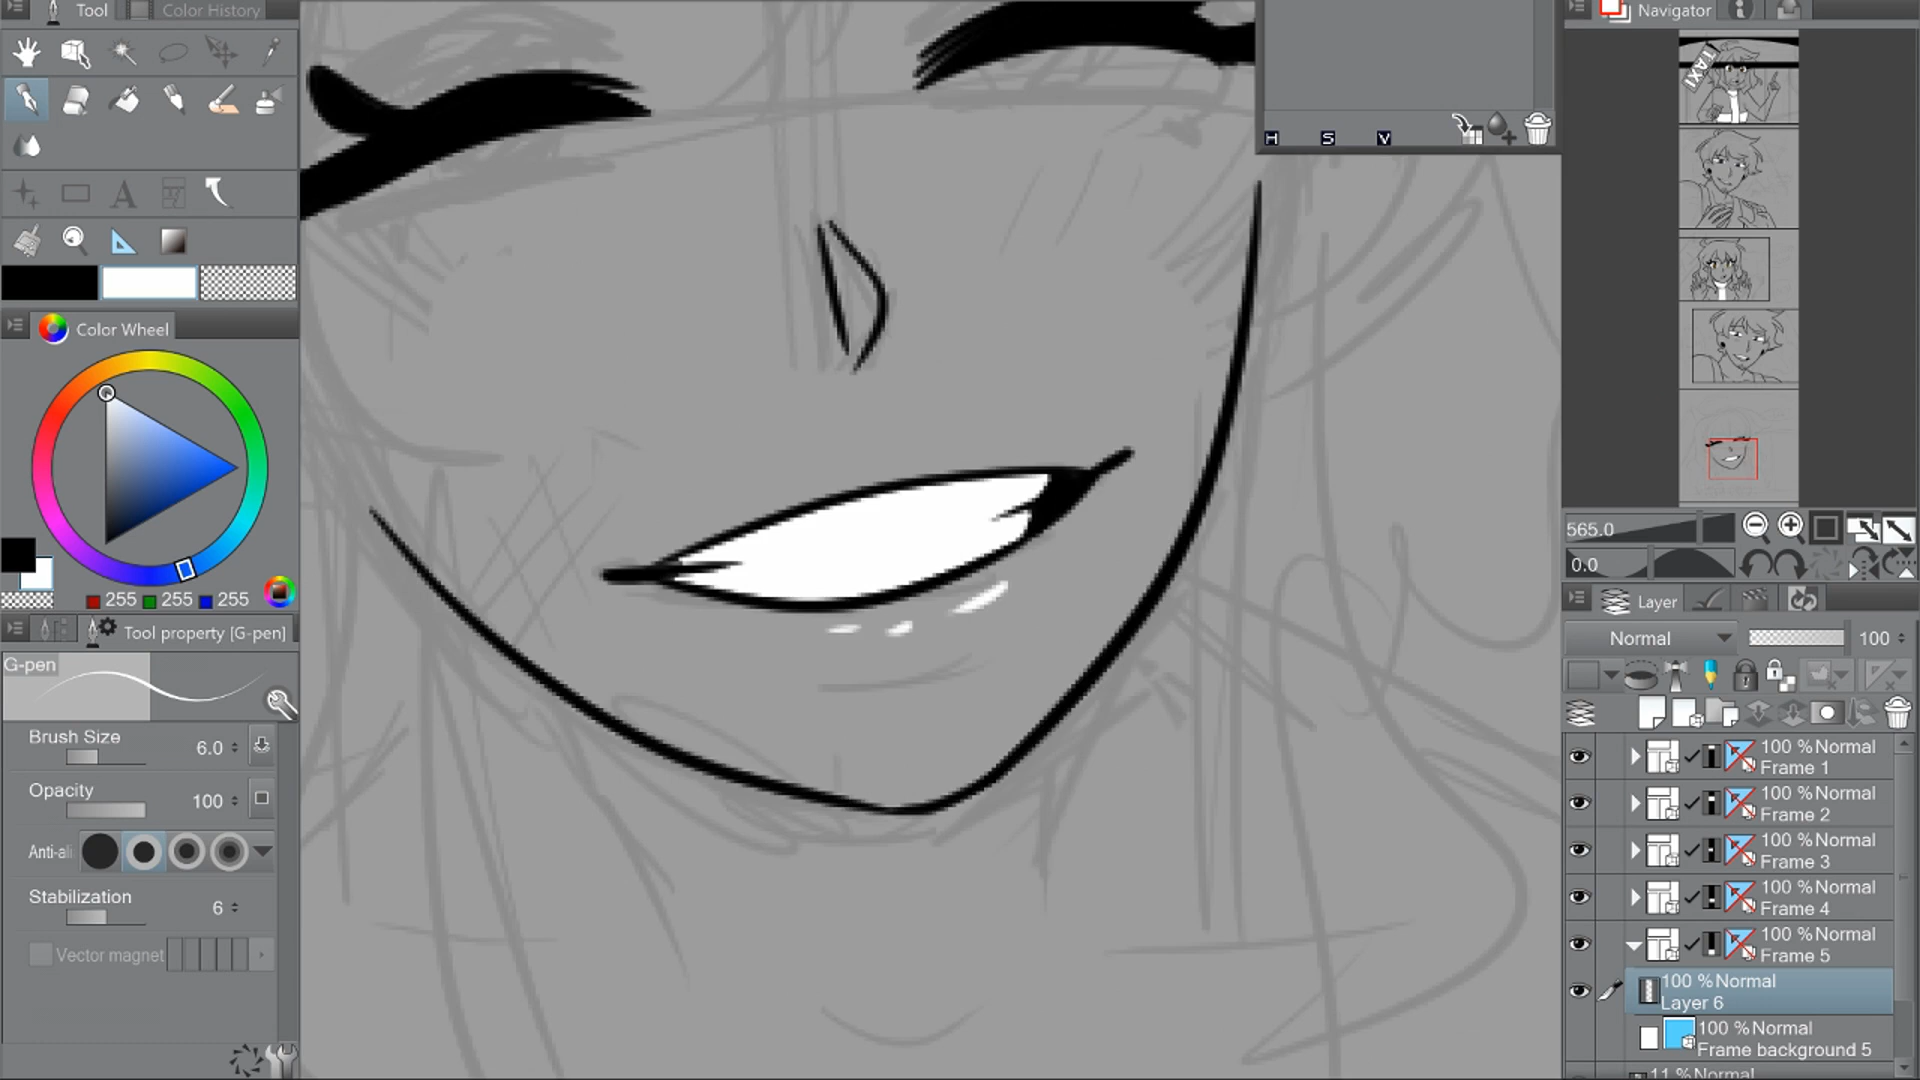 Tool
Color History
Navigator
TAXI
H S V
A
Color Wheel
255 255 255
Tool property [G-pen]
G-pen
Brush Size
6.0
Opacity
100
Anti-ali
Stabilization
6
Vector magnet
565.0
0.0
Layer
Normal
100
100 %Normal
Frame 1
100 %Normal
Frame 2
100 %Normal
Frame 3
100 %Normal
Frame 4
100 %Normal
Frame 5
100 %Normal
Layer 6
100 %Normal
Frame background 5
11 %Normal